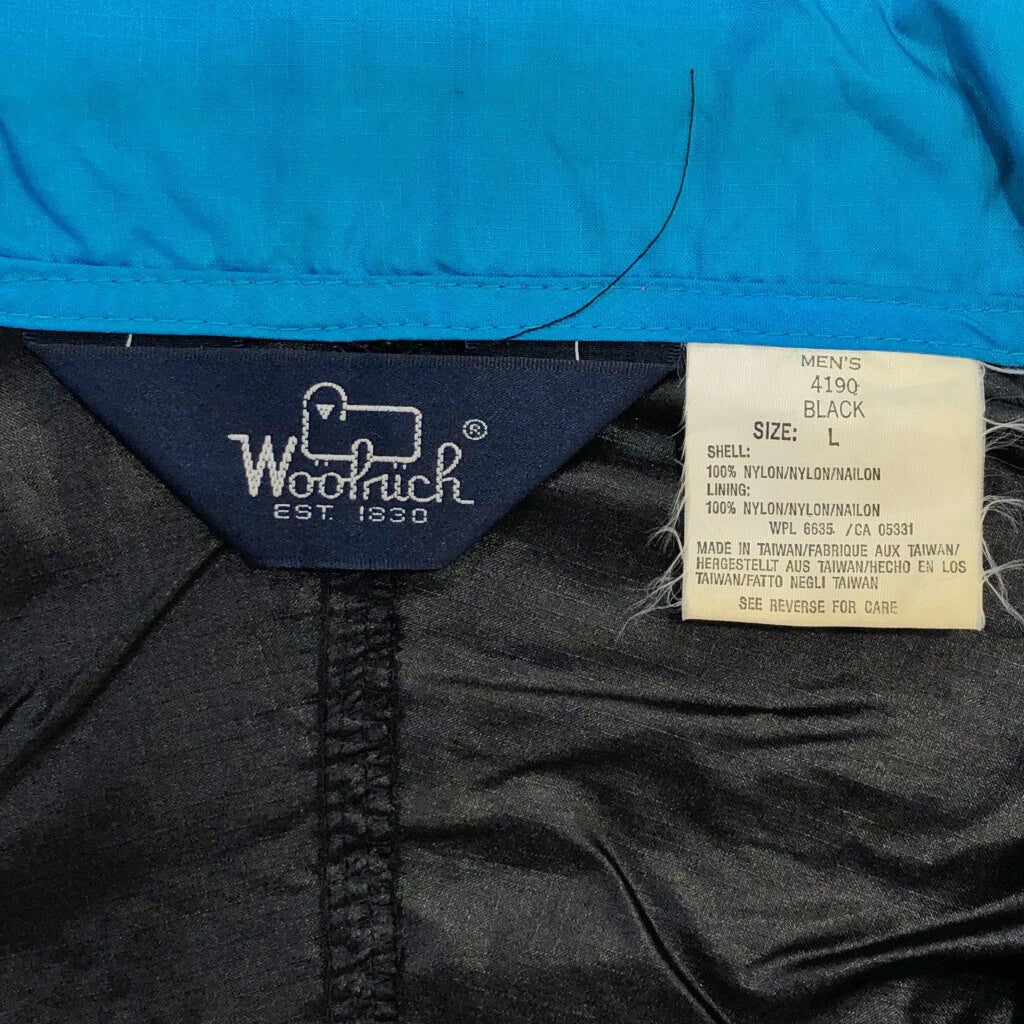 Woolrich®
EST. 1830
MEN'S
419Q
BLACK
SIZE: L
SHELL:
100% NYLON/NYLON/NAILON
LINING:
100% NYLON/NYLON/NAILON
WPL 6635. /CA 05331
MADE IN TAIWAN/FABRIQUE AUX TAIWAN/
HERGESTELLT AUS TAIWAN/HECHO EN LOS
TAIWAN/FATTO NEGLI TAIWAN
SEE REVERSE FOR CARE